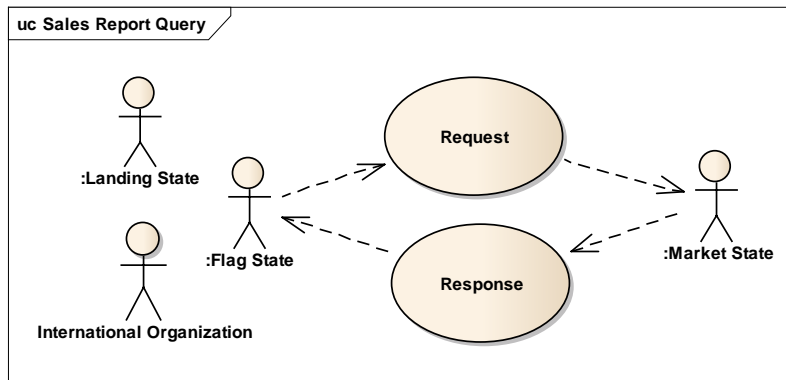 uc Sales Report Query
Request
:Landing State
:Flag State
:Market State
Response
International Organization